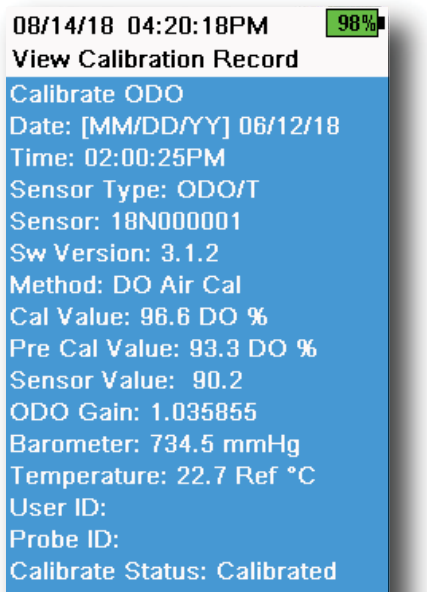 08/14/18 04:20:18PM 98%
View Calibration Record
Calibrate ODO
Date: [MM/DD/YY] 06/12/18
Time: 02:00:25PM
Sensor Type: ODO/T
Sensor: 18N000001
Sw Version: 3.1.2
Method: DO Air Cal
Cal Value: 96.6 DO %
Pre Cal Value: 93.3 DO %
Sensor Value: 90.2
ODO Gain: 1.035855
Barometer: 734.5 mmHg
Temperature: 22.7 Ref °C
User ID:
Probe ID:
Calibrate Status: Calibrated